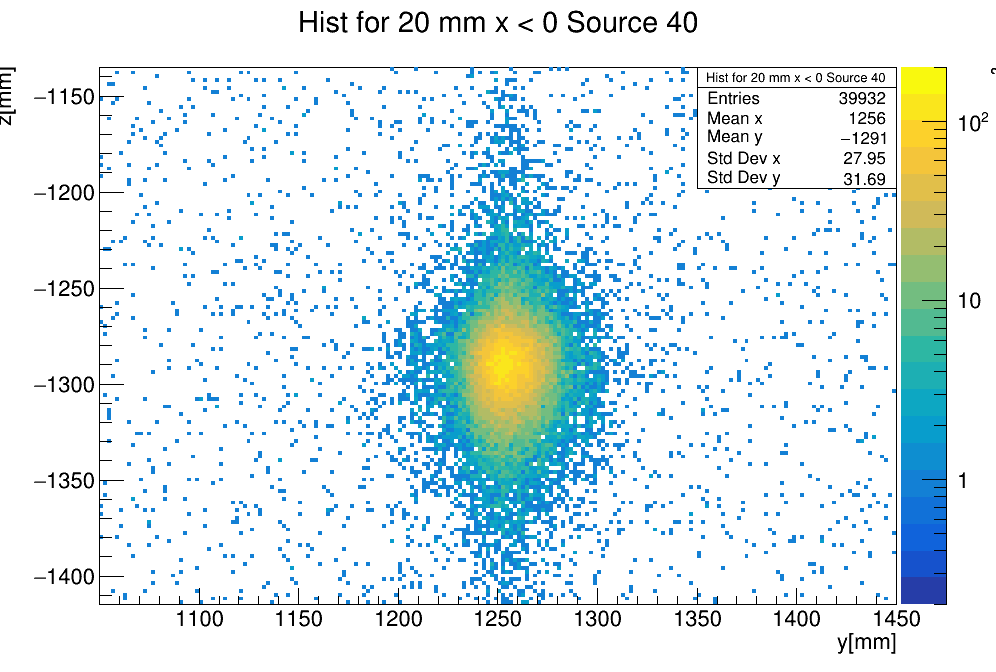 Hist for 20 mm x < 0 Source 40
z[mm]
−1150
−1200
−1250
−1300
−1350
−1400
1100
1150
1200
1250
1300
1350
1400
1450
y[mm]
Hist for 20 mm x < 0 Source 40
Entries 39932
Mean x 1256
Mean y −1291
Std Dev x 27.95
Std Dev y 31.69
10²
10
1